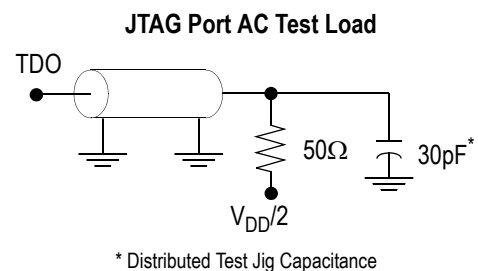 JTAG Port AC Test Load
TDO
50Ω
30pF*
VDD/2
* Distributed Test Jig Capacitance